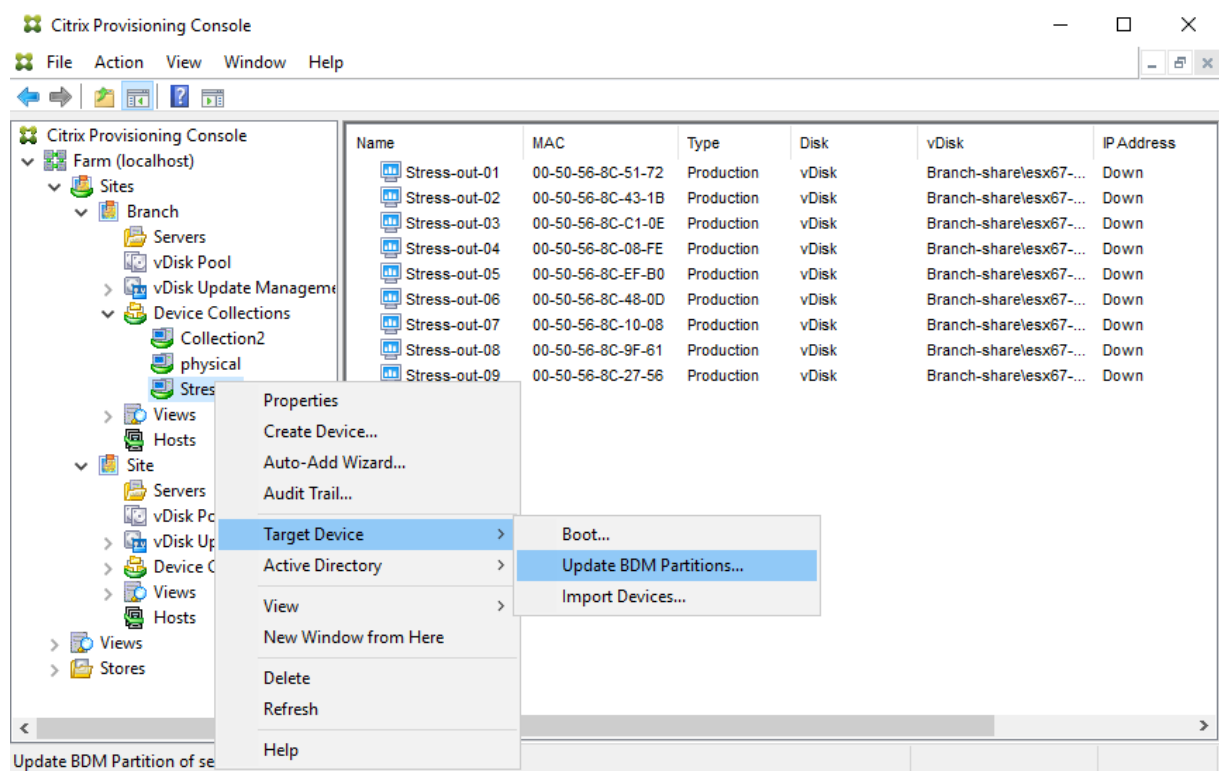 Citrix Provisioning Console
File Action View Window Help
Citrix Provisioning Console
Farm (localhost)
Sites
Branch
Servers
vDisk Pool
vDisk Update Manageme
Device Collections
Collection2
physical
Stres
Views
Hosts
Site
Servers
vDisk Po
vDisk Up
Device C
Views
Hosts
Views
Stores
Name MAC Type Disk vDisk IP Address
Stress-out-01 00-50-56-8C-51-72 Production vDisk Branch-share\esx67-... Down
Stress-out-02 00-50-56-8C-43-1B Production vDisk Branch-share\esx67-... Down
Stress-out-03 00-50-56-8C-C1-0E Production vDisk Branch-share\esx67-... Down
Stress-out-04 00-50-56-8C-08-FE Production vDisk Branch-share\esx67-... Down
Stress-out-05 00-50-56-8C-EF-B0 Production vDisk Branch-share\esx67-... Down
Stress-out-06 00-50-56-8C-48-0D Production vDisk Branch-share\esx67-... Down
Stress-out-07 00-50-56-8C-10-08 Production vDisk Branch-share\esx67-... Down
Stress-out-08 00-50-56-8C-9F-61 Production vDisk Branch-share\esx67-... Down
Stress-out-09 00-50-56-8C-27-56 Production vDisk Branch-share\esx67-... Down
Properties
Create Device...
Auto-Add Wizard...
Audit Trail...
Target Device
Active Directory
View
New Window from Here
Delete
Refresh
Help
Boot...
Update BDM Partitions...
Import Devices...
Update BDM Partition of se